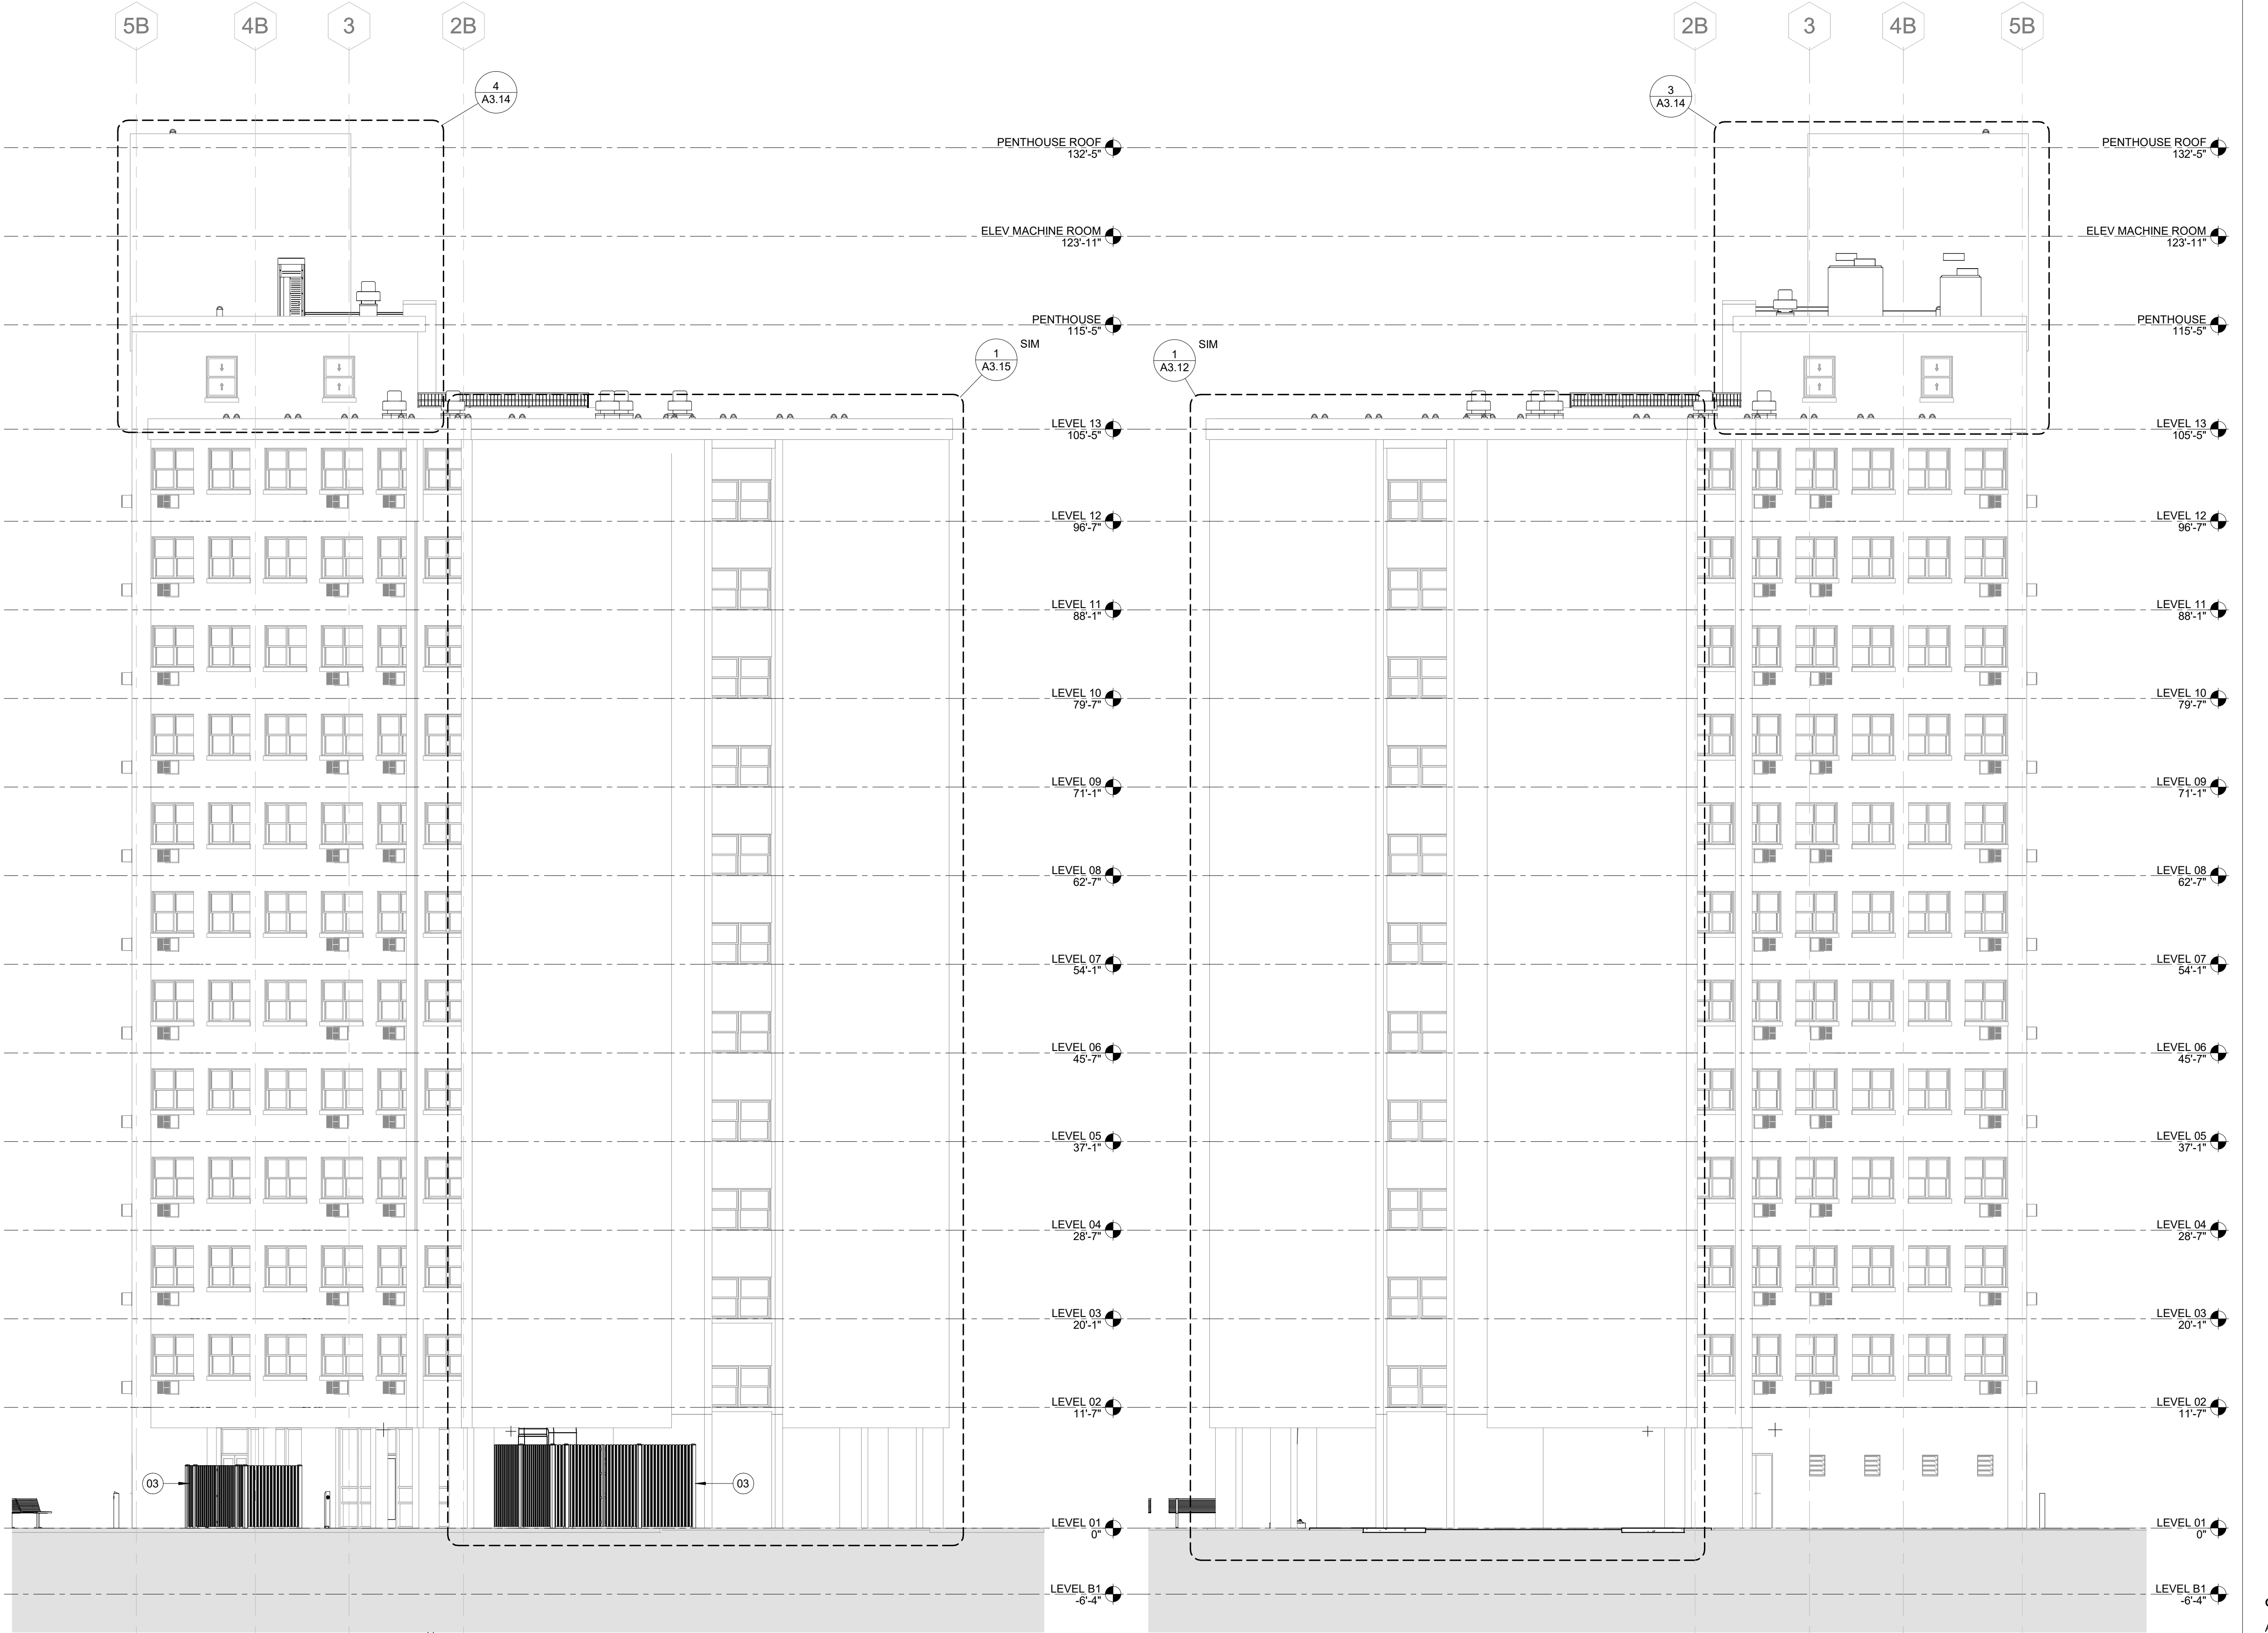 5B
4B
3
2B
2B
3
4B
5B
4
A3.14
3
A3.14
PENTHOUSE ROOF
132'-5"
PENTHOUSE ROOF
132'-5"
ELEV MACHINE ROOM
123'-11"
ELEV MACHINE ROOM
123'-11"
PENTHOUSE
115'-5"
PENTHOUSE
115'-5"
1
A3.15
SIM
1
A3.12
SIM
LEVEL 13
105'-5"
LEVEL 13
105'-5"
LEVEL 12
96'-7"
LEVEL 12
96'-7"
LEVEL 11
88'-1"
LEVEL 11
88'-1"
LEVEL 10
79'-7"
LEVEL 10
79'-7"
LEVEL 09
71'-1"
LEVEL 09
71'-1"
LEVEL 08
62'-7"
LEVEL 08
62'-7"
LEVEL 07
54'-1"
LEVEL 07
54'-1"
LEVEL 06
45'-7"
LEVEL 06
45'-7"
LEVEL 05
37'-1"
LEVEL 05
37'-1"
LEVEL 04
28'-7"
LEVEL 04
28'-7"
LEVEL 03
20'-1"
LEVEL 03
20'-1"
LEVEL 02
11'-7"
LEVEL 02
11'-7"
03
03
LEVEL 01
0"
LEVEL 01
0"
LEVEL B1
-6'-4"
LEVEL B1
-6'-4"